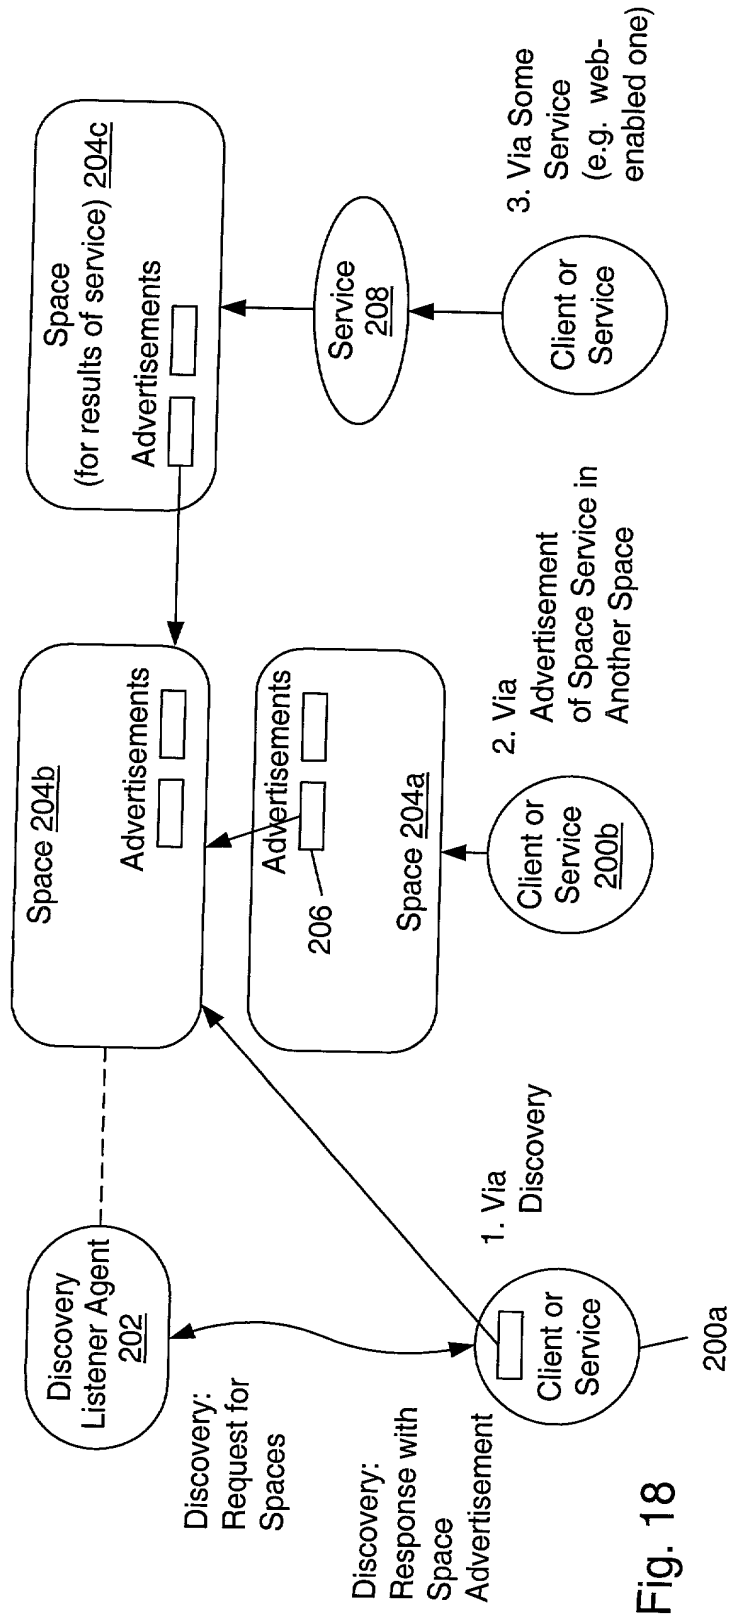 Discovery
Listener Agent
202
Discovery:
Request for
Spaces
Discovery:
Response with
Space
Advertisement
Client or
Service
200a
1. Via
Discovery
Space 204b
Advertisements
Advertisements
206
Space 204a
Client or
Service
200b
2. Via
Advertisement
of Space Service in
Another Space
Space
(for results of service) 204c
Advertisements
Service
208
Client or
Service
3. Via Some
Service
(e.g. web-
enabled one)
Fig. 18